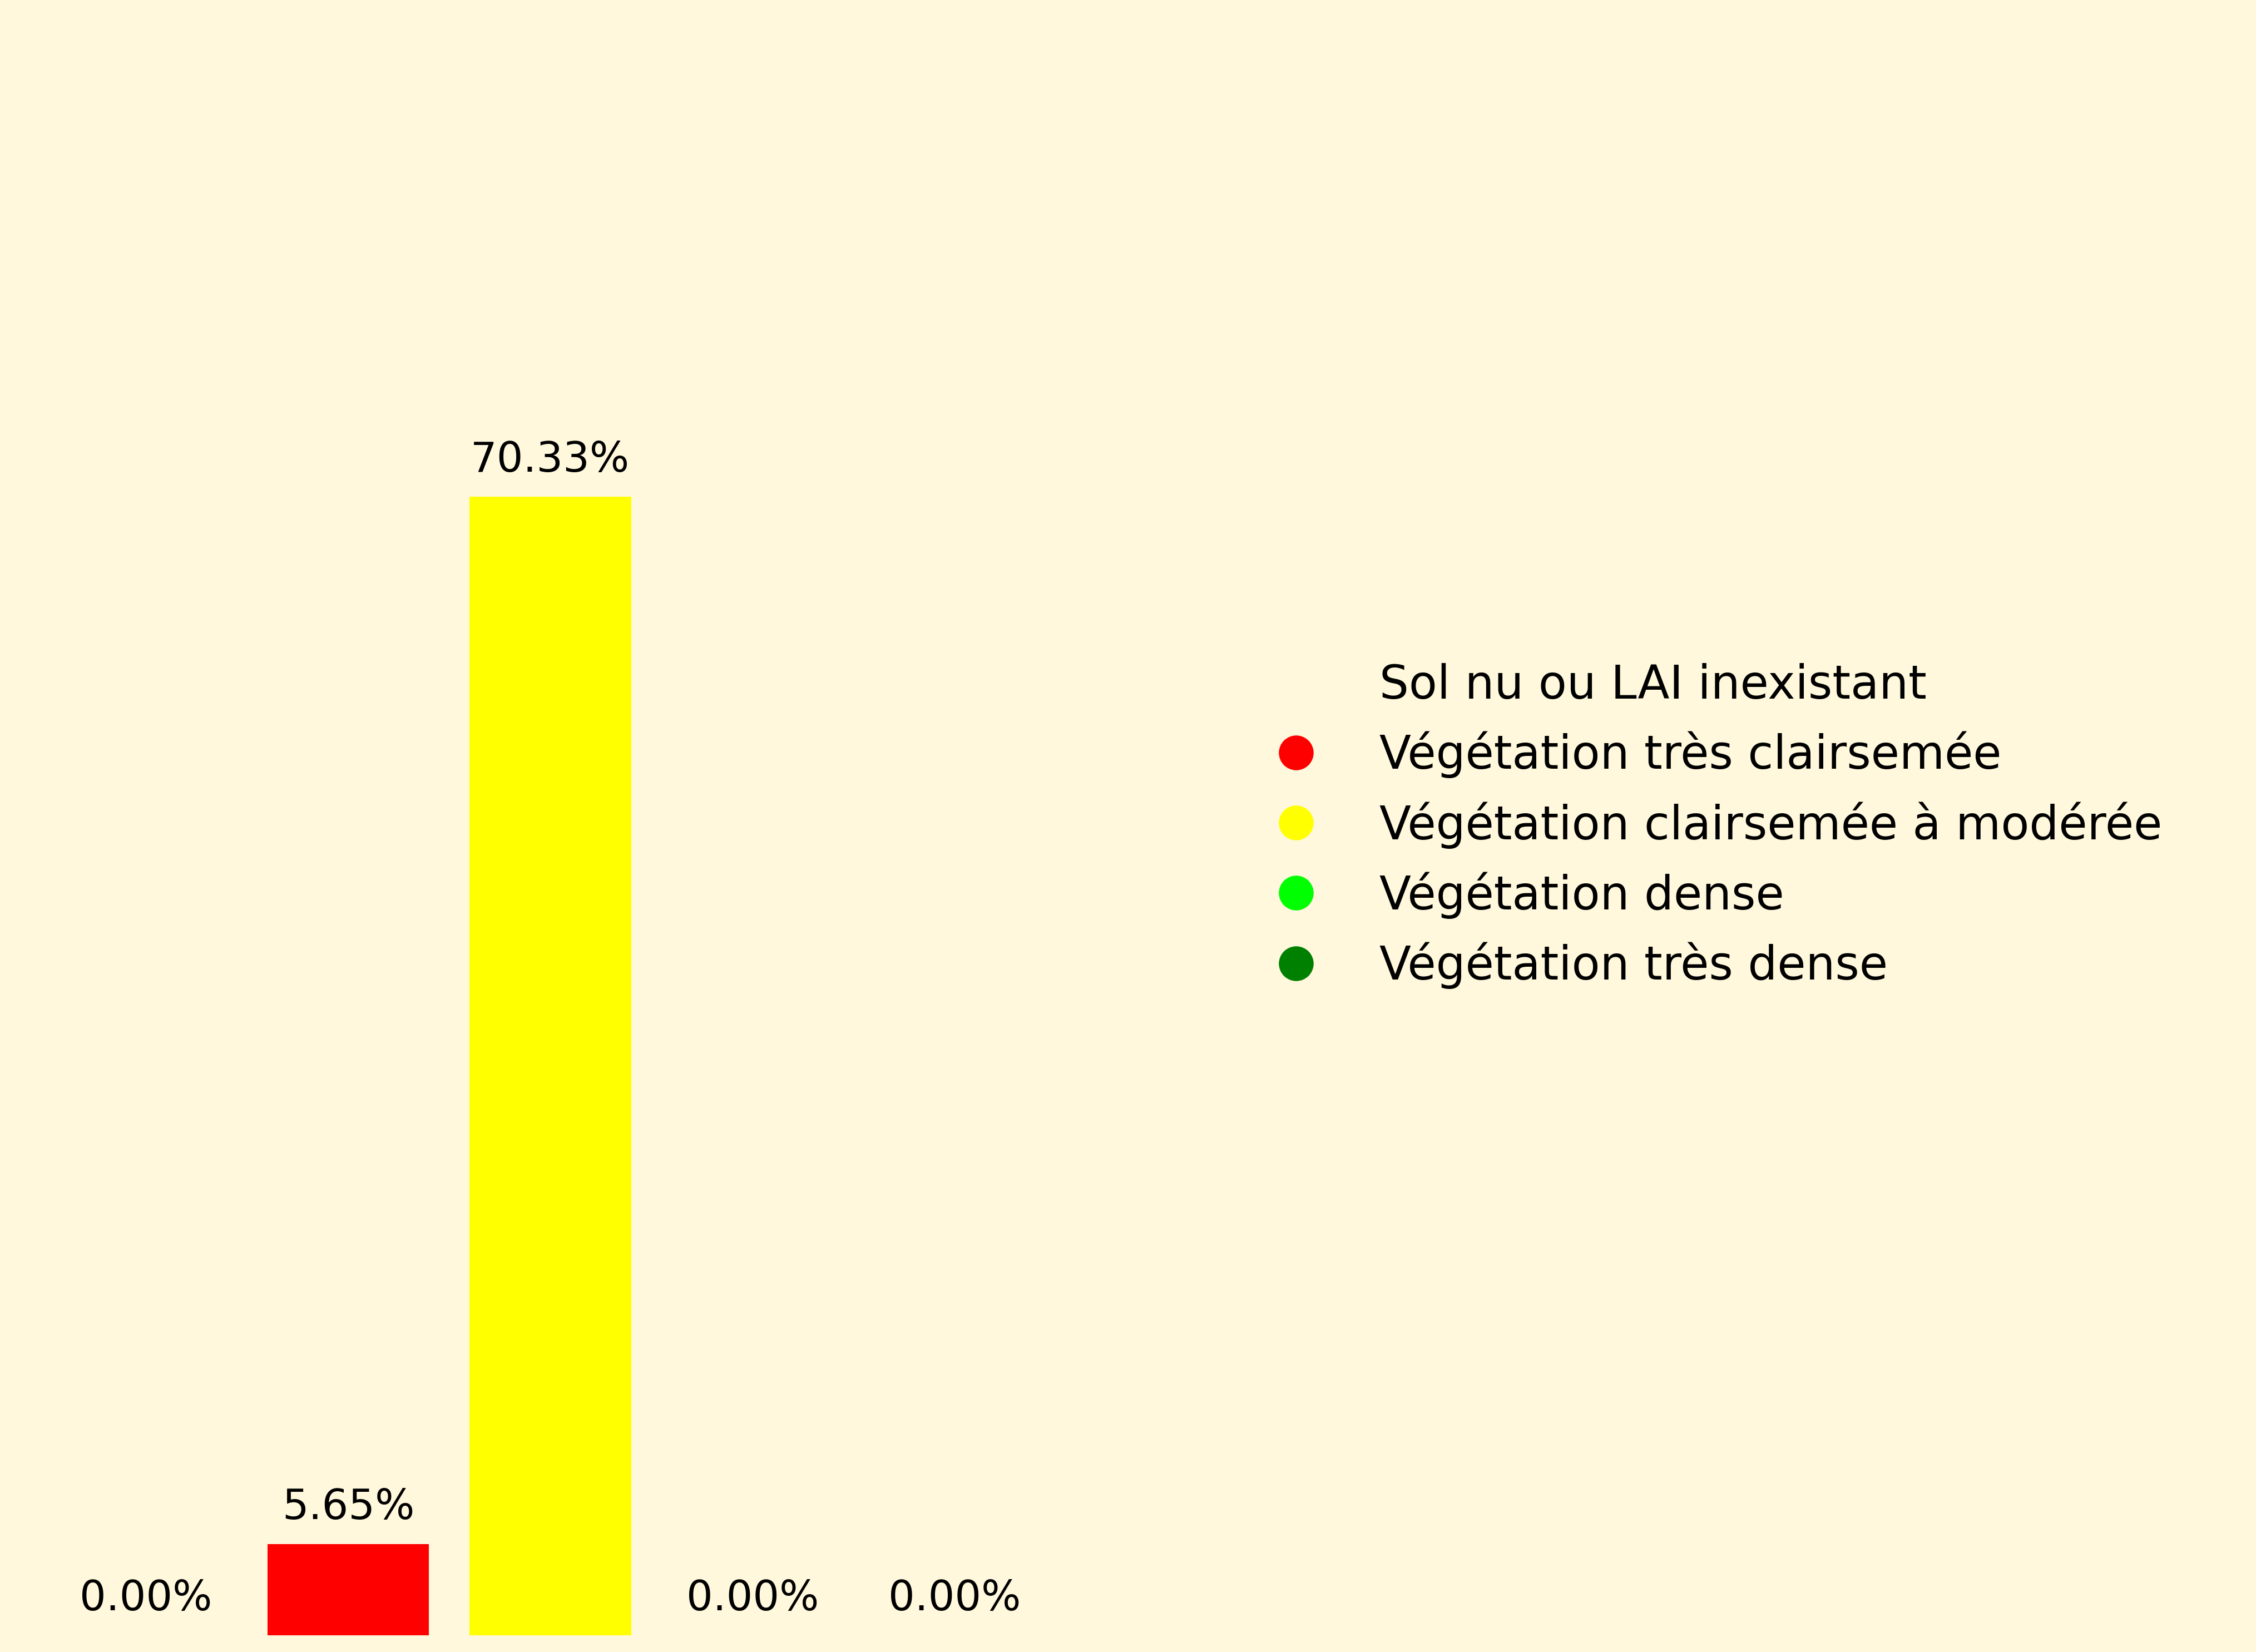 70.33%
5.65%
0.00%
0.00%
0.00%
Sol nu ou LAI inexistant
Végétation très clairsemée
Végétation clairsemée à modérée
Végétation dense
Végétation très dense